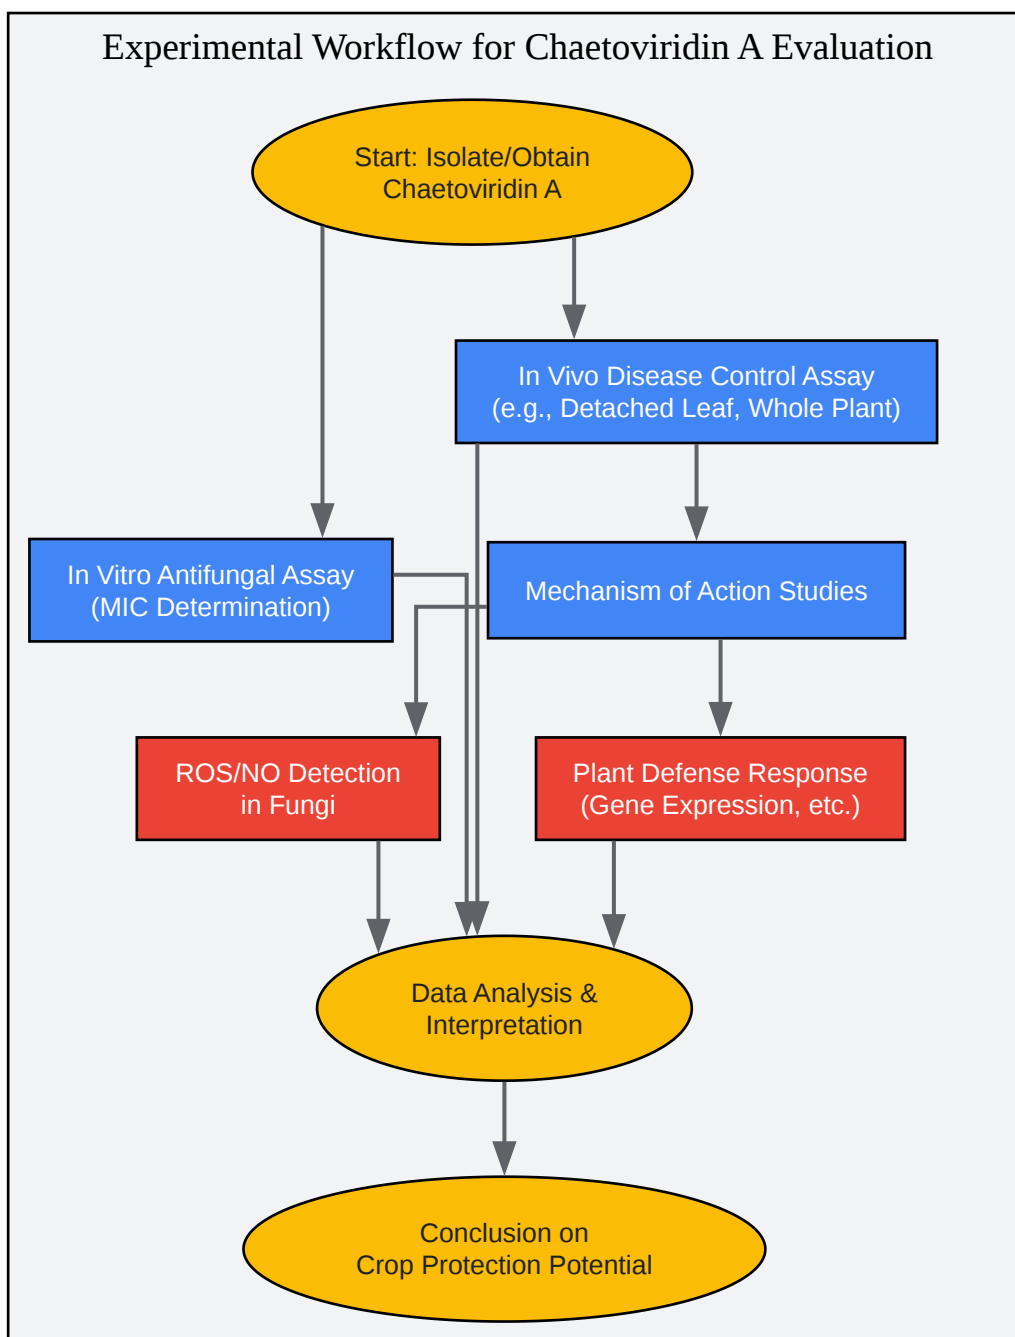 Experimental Workflow for Chaetoviridin A Evaluation
Start: Isolate/Obtain
Chaetoviridin A
In Vivo Disease Control Assay
(e.g., Detached Leaf, Whole Plant)
In Vitro Antifungal Assay
(MIC Determination)
Mechanism of Action Studies
ROS/NO Detection
in Fungi
Plant Defense Response
(Gene Expression, etc.)
Data Analysis &
Interpretation
Conclusion on
Crop Protection Potential